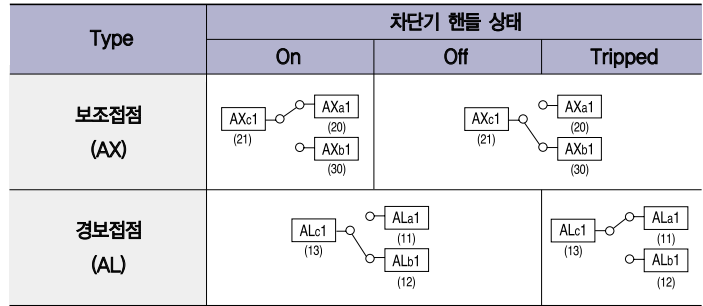 Type
차단기 핸들 상태
On
Off
Tripped
보조접점
(AX)
AXc1
(21)
AXa1
(20)
AXb1
(30)
AXc1
(21)
AXa1
(20)
AXb1
(30)
경보접점
(AL)
ALc1
(13)
ALa1
(11)
ALb1
(12)
ALc1
(13)
ALa1
(11)
ALb1
(12)